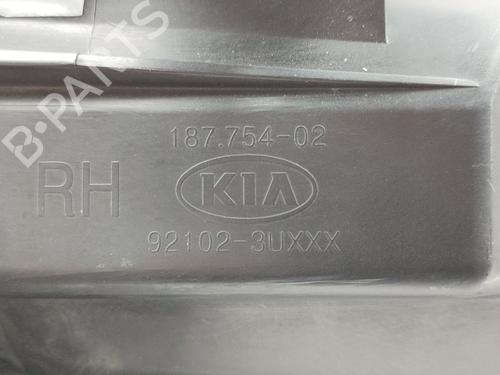 B-PARTS
187.754-02
RH KIA
92102-3UXXX